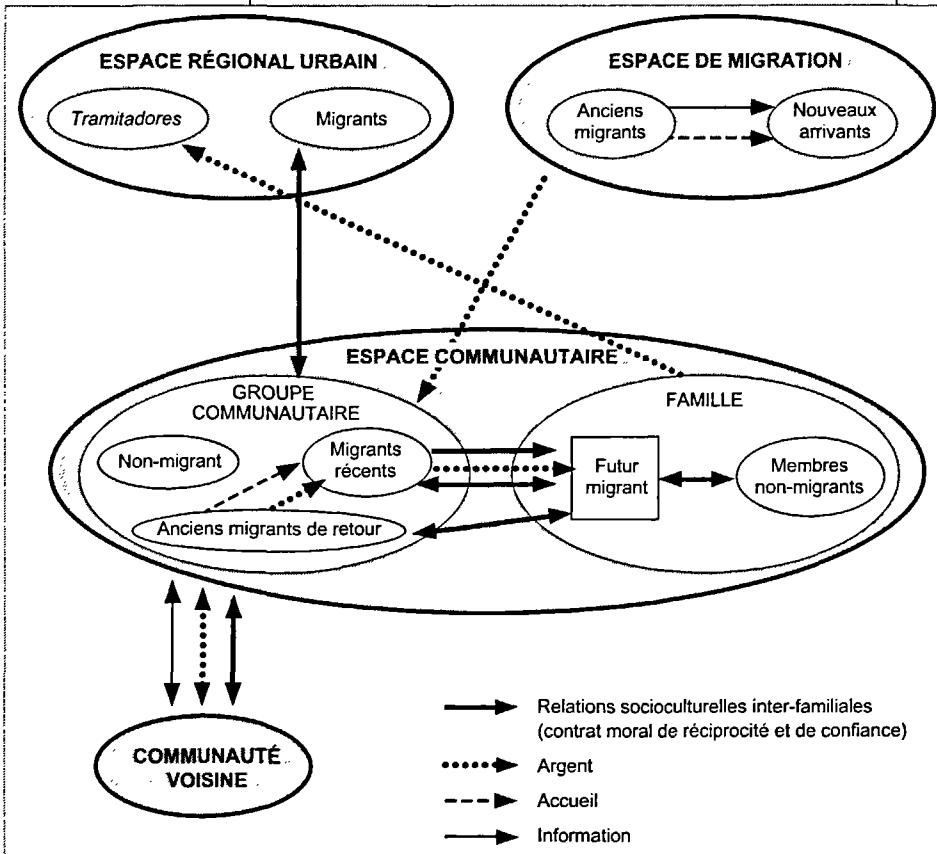 ESPACE RÉGIONAL URBAIN
Tramitadores
Migrants
ESPACE DE MIGRATION
Anciens
migrants
Nouveaux
arrivants
ESPACE COMMUNAUTAIRE
GROUPE
COMMUNAUTAIRE
Non-migrant
Migrants
récents
Anciens migrants de retour
FAMILLE
Futur
migrant
Membres
non-migrants
COMMUNAUTÉ
VOISINE
Relations socioculturelles inter-familiales
(contrat moral de réciprocité et de confiance)
Argent
Accueil
Information